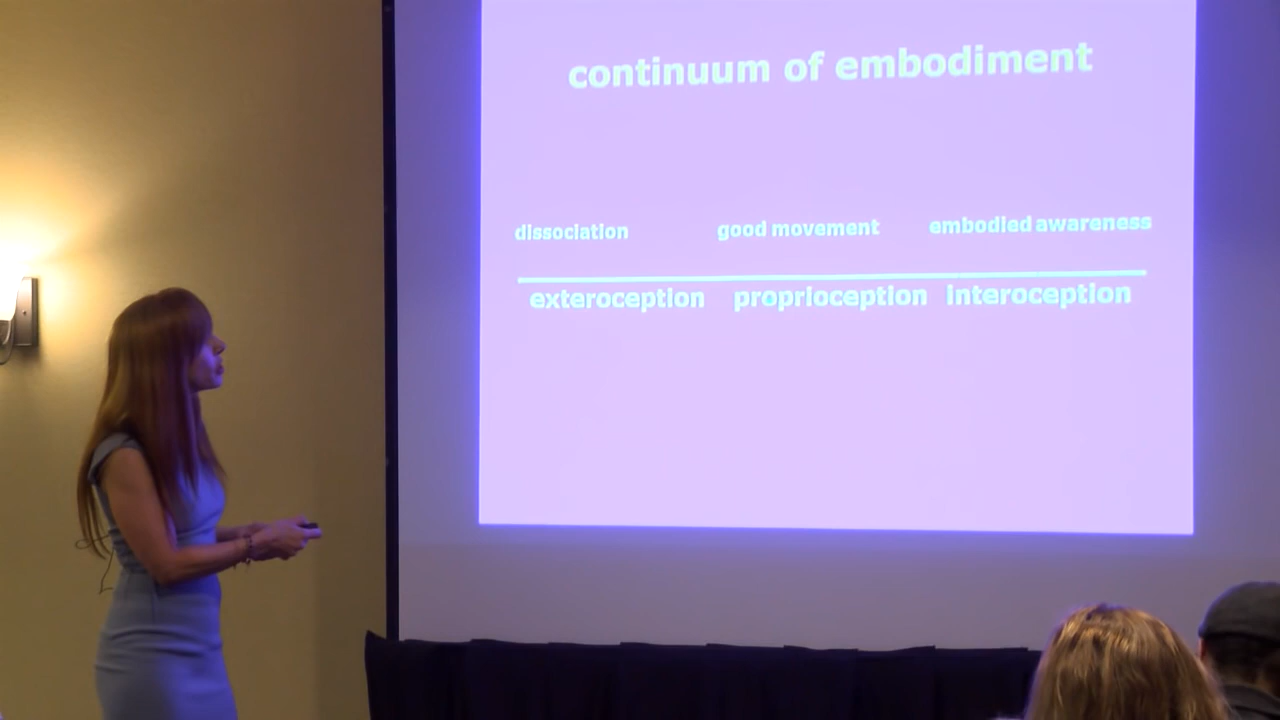 continuum of embodiment
dissociation good movement embodied awareness
exteroception proprioception interoception